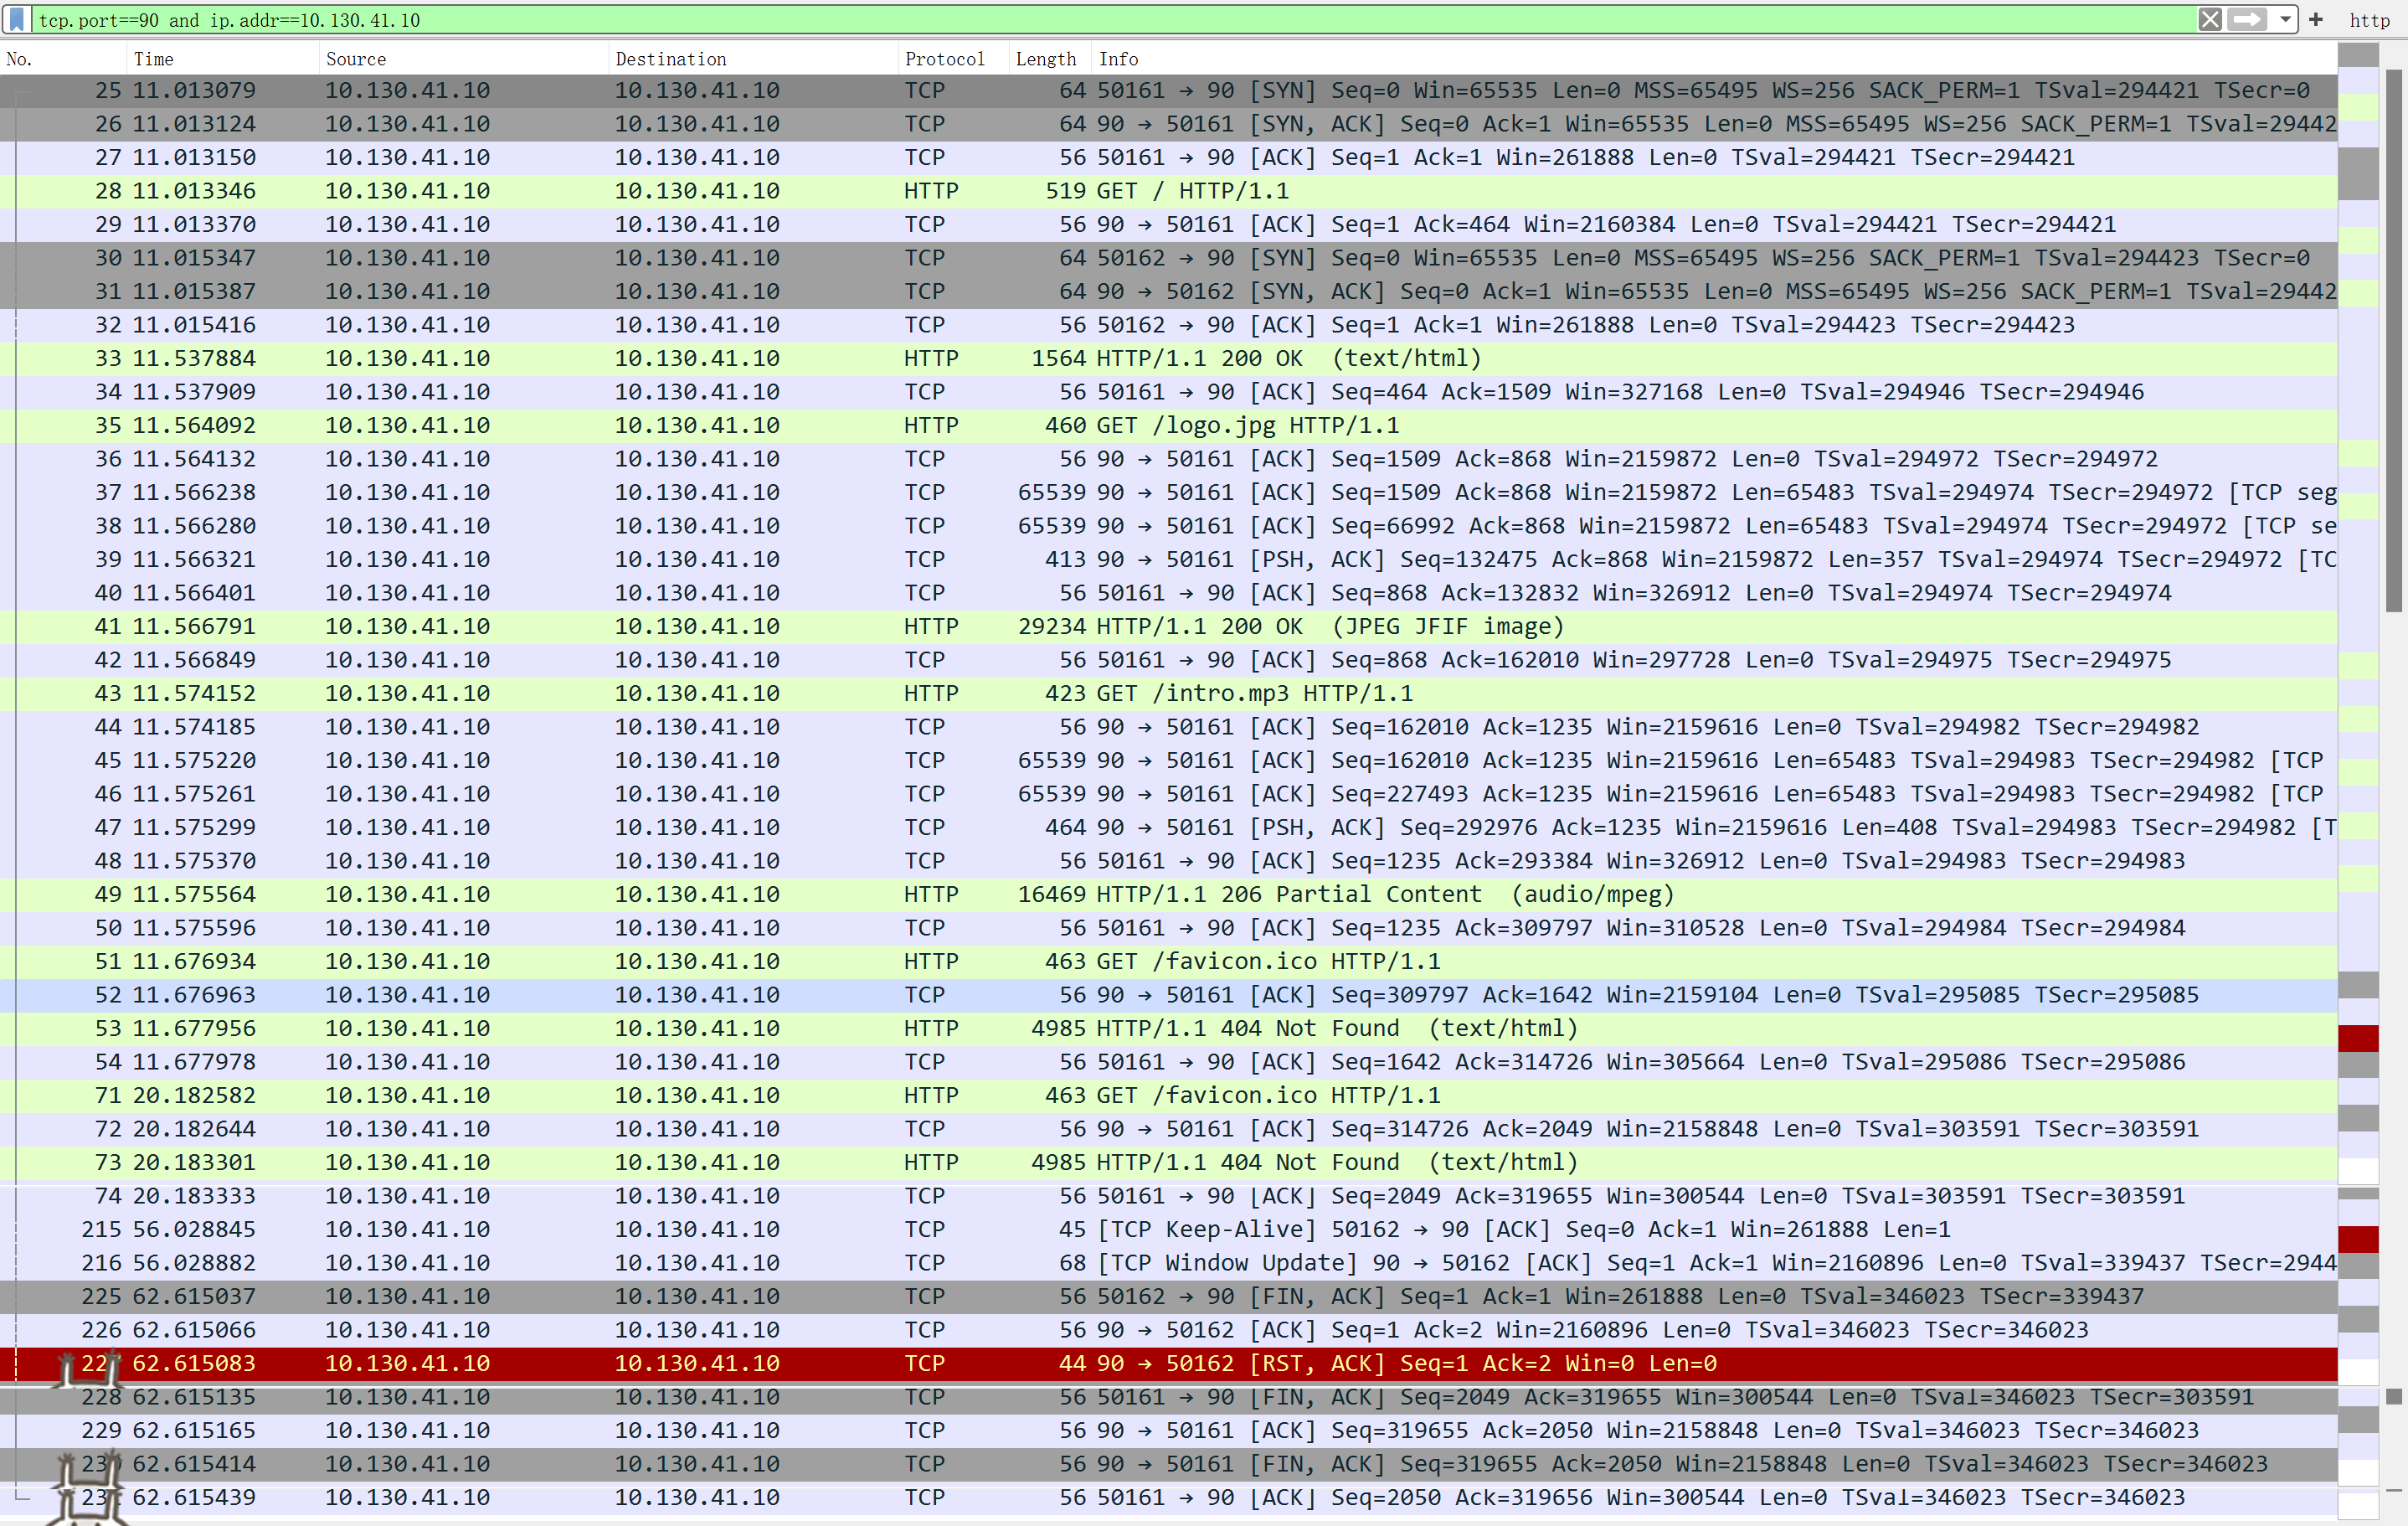 tcp.port==90 and ip.addr==10.130.41.10 + http
No. Time Source Destination Protocol Length Info
25 11.013079 10.130.41.10 10.130.41.10 TCP 64 50161 → 90 [SYN] Seq=0 Win=65535 Len=0 MSS=65495 WS=256 SACK_PERM=1 TSval=294421 TSecr=0
26 11.013124 10.130.41.10 10.130.41.10 TCP 64 90 → 50161 [SYN, ACK] Seq=0 Ack=1 Win=65535 Len=0 MSS=65495 WS=256 SACK_PERM=1 TSval=29442
27 11.013150 10.130.41.10 10.130.41.10 TCP 56 50161 → 90 [ACK] Seq=1 Ack=1 Win=261888 Len=0 TSval=294421 TSecr=294421
28 11.013346 10.130.41.10 10.130.41.10 HTTP 519 GET / HTTP/1.1
29 11.013370 10.130.41.10 10.130.41.10 TCP 56 90 → 50161 [ACK] Seq=1 Ack=464 Win=2160384 Len=0 TSval=294421 TSecr=294421
30 11.015347 10.130.41.10 10.130.41.10 TCP 64 50162 → 90 [SYN] Seq=0 Win=65535 Len=0 MSS=65495 WS=256 SACK_PERM=1 TSval=294423 TSecr=0
31 11.015387 10.130.41.10 10.130.41.10 TCP 64 90 → 50162 [SYN, ACK] Seq=0 Ack=1 Win=65535 Len=0 MSS=65495 WS=256 SACK_PERM=1 TSval=29442
32 11.015416 10.130.41.10 10.130.41.10 TCP 56 50162 → 90 [ACK] Seq=1 Ack=1 Win=261888 Len=0 TSval=294423 TSecr=294423
33 11.537884 10.130.41.10 10.130.41.10 HTTP 1564 HTTP/1.1 200 OK (text/html)
34 11.537909 10.130.41.10 10.130.41.10 TCP 56 50161 → 90 [ACK] Seq=464 Ack=1509 Win=327168 Len=0 TSval=294946 TSecr=294946
35 11.564092 10.130.41.10 10.130.41.10 HTTP 460 GET /logo.jpg HTTP/1.1
36 11.564132 10.130.41.10 10.130.41.10 TCP 56 90 → 50161 [ACK] Seq=1509 Ack=868 Win=2159872 Len=0 TSval=294972 TSecr=294972
37 11.566238 10.130.41.10 10.130.41.10 TCP 65539 90 → 50161 [ACK] Seq=1509 Ack=868 Win=2159872 Len=65483 TSval=294974 TSecr=294972 [TCP seg
38 11.566280 10.130.41.10 10.130.41.10 TCP 65539 90 → 50161 [ACK] Seq=66992 Ack=868 Win=2159872 Len=65483 TSval=294974 TSecr=294972 [TCP se
39 11.566321 10.130.41.10 10.130.41.10 TCP 413 90 → 50161 [PSH, ACK] Seq=132475 Ack=868 Win=2159872 Len=357 TSval=294974 TSecr=294972 [TC
40 11.566401 10.130.41.10 10.130.41.10 TCP 56 50161 → 90 [ACK] Seq=868 Ack=132832 Win=326912 Len=0 TSval=294974 TSecr=294974
41 11.566791 10.130.41.10 10.130.41.10 HTTP 29234 HTTP/1.1 200 OK (JPEG JFIF image)
42 11.566849 10.130.41.10 10.130.41.10 TCP 56 50161 → 90 [ACK] Seq=868 Ack=162010 Win=297728 Len=0 TSval=294975 TSecr=294975
43 11.574152 10.130.41.10 10.130.41.10 HTTP 423 GET /intro.mp3 HTTP/1.1
44 11.574185 10.130.41.10 10.130.41.10 TCP 56 90 → 50161 [ACK] Seq=162010 Ack=1235 Win=2159616 Len=0 TSval=294982 TSecr=294982
45 11.575220 10.130.41.10 10.130.41.10 TCP 65539 90 → 50161 [ACK] Seq=162010 Ack=1235 Win=2159616 Len=65483 TSval=294983 TSecr=294982 [TCP
46 11.575261 10.130.41.10 10.130.41.10 TCP 65539 90 → 50161 [ACK] Seq=227493 Ack=1235 Win=2159616 Len=65483 TSval=294983 TSecr=294982 [TCP
47 11.575299 10.130.41.10 10.130.41.10 TCP 464 90 → 50161 [PSH, ACK] Seq=292976 Ack=1235 Win=2159616 Len=408 TSval=294983 TSecr=294982 [T
48 11.575370 10.130.41.10 10.130.41.10 TCP 56 50161 → 90 [ACK] Seq=1235 Ack=293384 Win=326912 Len=0 TSval=294983 TSecr=294983
49 11.575564 10.130.41.10 10.130.41.10 HTTP 16469 HTTP/1.1 206 Partial Content (audio/mpeg)
50 11.575596 10.130.41.10 10.130.41.10 TCP 56 50161 → 90 [ACK] Seq=1235 Ack=309797 Win=310528 Len=0 TSval=294984 TSecr=294984
51 11.676934 10.130.41.10 10.130.41.10 HTTP 463 GET /favicon.ico HTTP/1.1
52 11.676963 10.130.41.10 10.130.41.10 TCP 56 90 → 50161 [ACK] Seq=309797 Ack=1642 Win=2159104 Len=0 TSval=295085 TSecr=295085
53 11.677956 10.130.41.10 10.130.41.10 HTTP 4985 HTTP/1.1 404 Not Found (text/html)
54 11.677978 10.130.41.10 10.130.41.10 TCP 56 50161 → 90 [ACK] Seq=1642 Ack=314726 Win=305664 Len=0 TSval=295086 TSecr=295086
71 20.182582 10.130.41.10 10.130.41.10 HTTP 463 GET /favicon.ico HTTP/1.1
72 20.182644 10.130.41.10 10.130.41.10 TCP 56 90 → 50161 [ACK] Seq=314726 Ack=2049 Win=2158848 Len=0 TSval=303591 TSecr=303591
73 20.183301 10.130.41.10 10.130.41.10 HTTP 4985 HTTP/1.1 404 Not Found (text/html)
74 20.183333 10.130.41.10 10.130.41.10 TCP 56 50161 → 90 [ACK] Seq=2049 Ack=319655 Win=300544 Len=0 TSval=303591 TSecr=303591
215 56.028845 10.130.41.10 10.130.41.10 TCP 45 [TCP Keep-Alive] 50162 → 90 [ACK] Seq=0 Ack=1 Win=261888 Len=1
216 56.028882 10.130.41.10 10.130.41.10 TCP 68 [TCP Window Update] 90 → 50162 [ACK] Seq=1 Ack=1 Win=2160896 Len=0 TSval=339437 TSecr=2944
225 62.615037 10.130.41.10 10.130.41.10 TCP 56 50162 → 90 [FIN, ACK] Seq=1 Ack=1 Win=261888 Len=0 TSval=346023 TSecr=339437
226 62.615066 10.130.41.10 10.130.41.10 TCP 56 90 → 50162 [ACK] Seq=1 Ack=2 Win=2160896 Len=0 TSval=346023 TSecr=346023
62.615083 10.130.41.10 10.130.41.10 TCP 44 90 → 50162 [RST, ACK] Seq=1 Ack=2 Win=0 Len=0
228 62.615135 10.130.41.10 10.130.41.10 TCP 56 50161 → 90 [FIN, ACK] Seq=2049 Ack=319655 Win=300544 Len=0 TSval=346023 TSecr=303591
229 62.615165 10.130.41.10 10.130.41.10 TCP 56 90 → 50161 [ACK] Seq=319655 Ack=2050 Win=2158848 Len=0 TSval=346023 TSecr=346023
62.615414 10.130.41.10 10.130.41.10 TCP 56 90 → 50161 [FIN, ACK] Seq=319655 Ack=2050 Win=2158848 Len=0 TSval=346023 TSecr=346023
62.615439 10.130.41.10 10.130.41.10 TCP 56 50161 → 90 [ACK] Seq=2050 Ack=319656 Win=300544 Len=0 TSval=346023 TSecr=346023